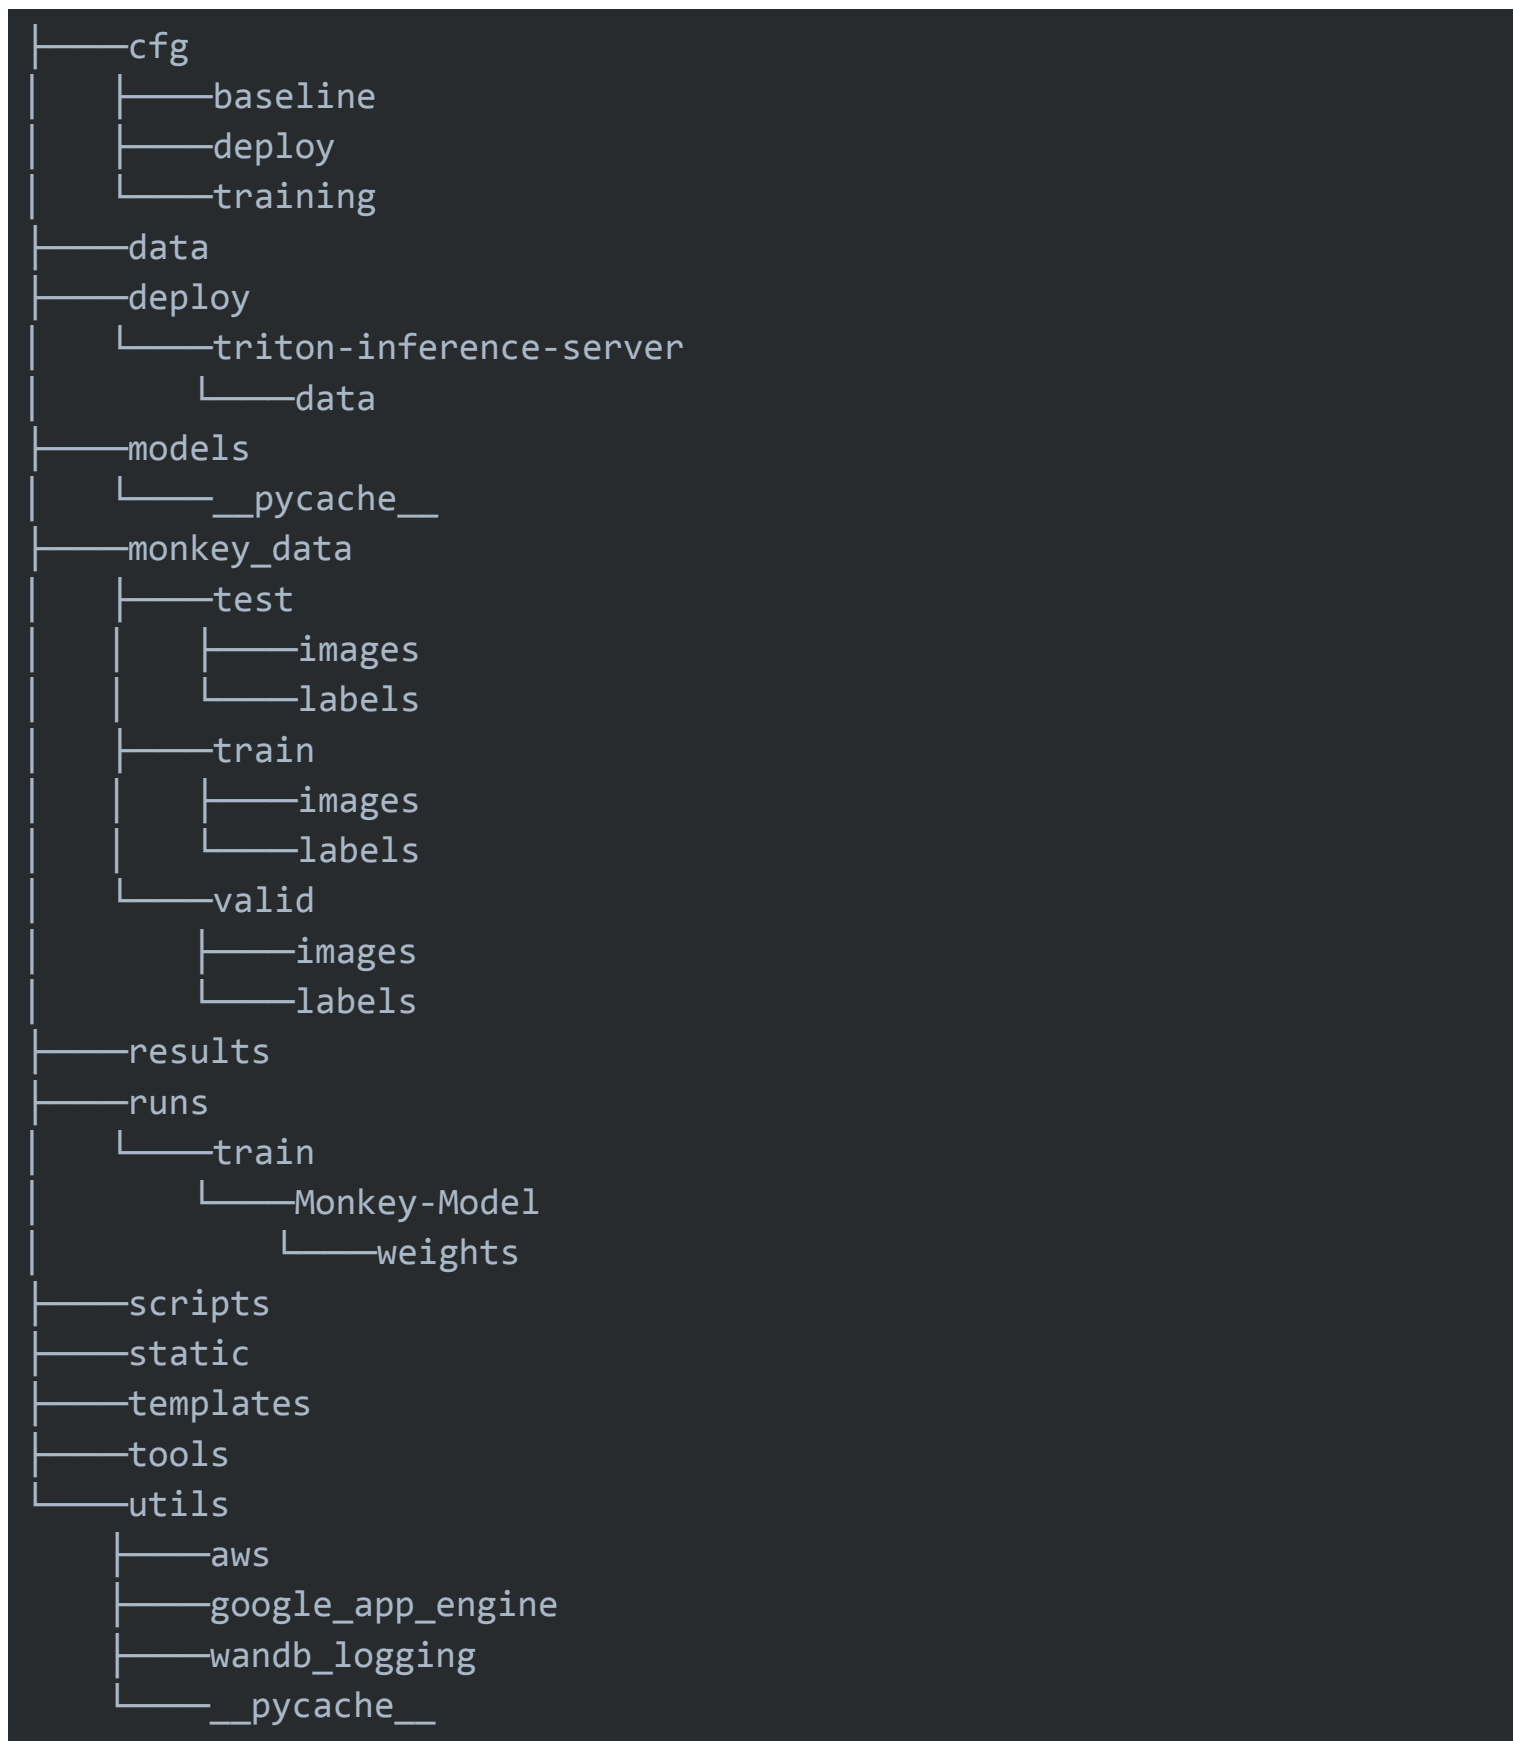 ├────cfg
│   ├────baseline
│   ├────deploy
│   └────training
├────data
├────deploy
│   └────triton-inference-server
│       └────data
├────models
│   └────__pycache__
├────monkey_data
│   ├────test
│   │   ├────images
│   │   └────labels
│   ├────train
│   │   ├────images
│   │   └────labels
│   └────valid
│       ├────images
│       └────labels
├────results
├────runs
│   └────train
│       └────Monkey-Model
│           └────weights
├────scripts
├────static
├────templates
├────tools
└────utils
    ├────aws
    ├────google_app_engine
    ├────wandb_logging
    └────__pycache__